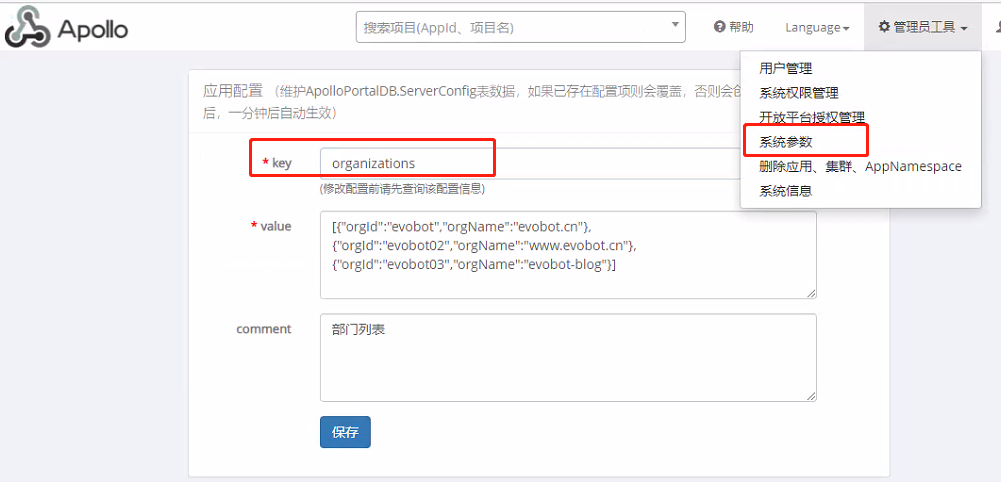 Apollo
搜索项目(AppId、项目名)
帮助
Language
管理员工具
用户管理
系统权限管理
开放平台授权管理
系统参数
删除应用、集群、AppNamespace
系统信息
应用配置 (维护ApolloPortalDB.ServerConfig表数据，如果已存在配置项则会覆盖，否则会创
后，一分钟后自动生效)
* key
organizations
(修改配置前请先查询该配置信息)
* value
[{"orgId":"evobot","orgName":"evobot.cn"},
{"orgId":"evobot02","orgName":"www.evobot.cn"},
{"orgId":"evobot03","orgName":"evobot-blog"}]
comment
部门列表
保存